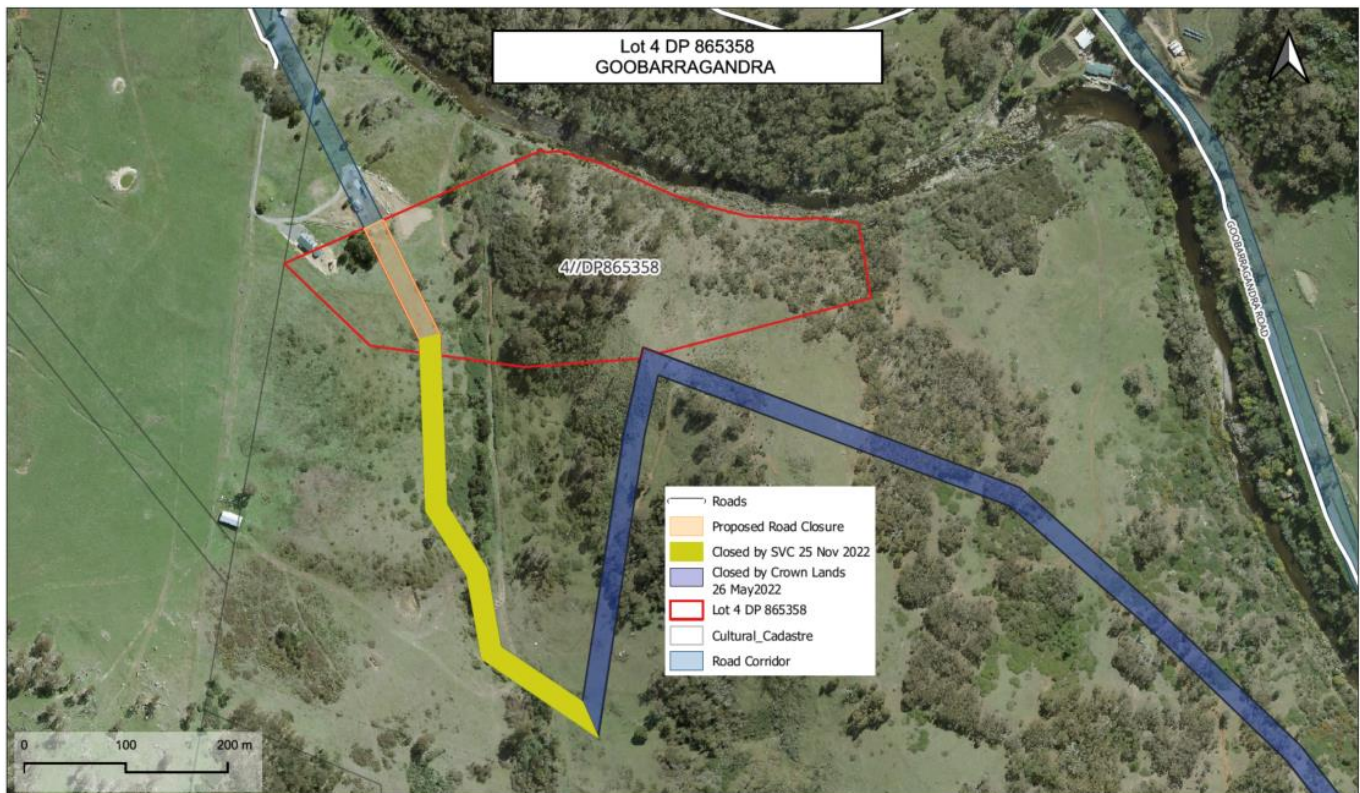 Lot 4 DP 865358
GOOBARRAGANDRA
4//DP865358
GOOBARRAGANDRA ROAD
Roads
Proposed Road Closure
Closed by SVC 25 Nov 2022
Closed by Crown Lands
26 May2022
Lot 4 DP 865358
Cultural_Cadastre
Road Corridor
0 100 200 m